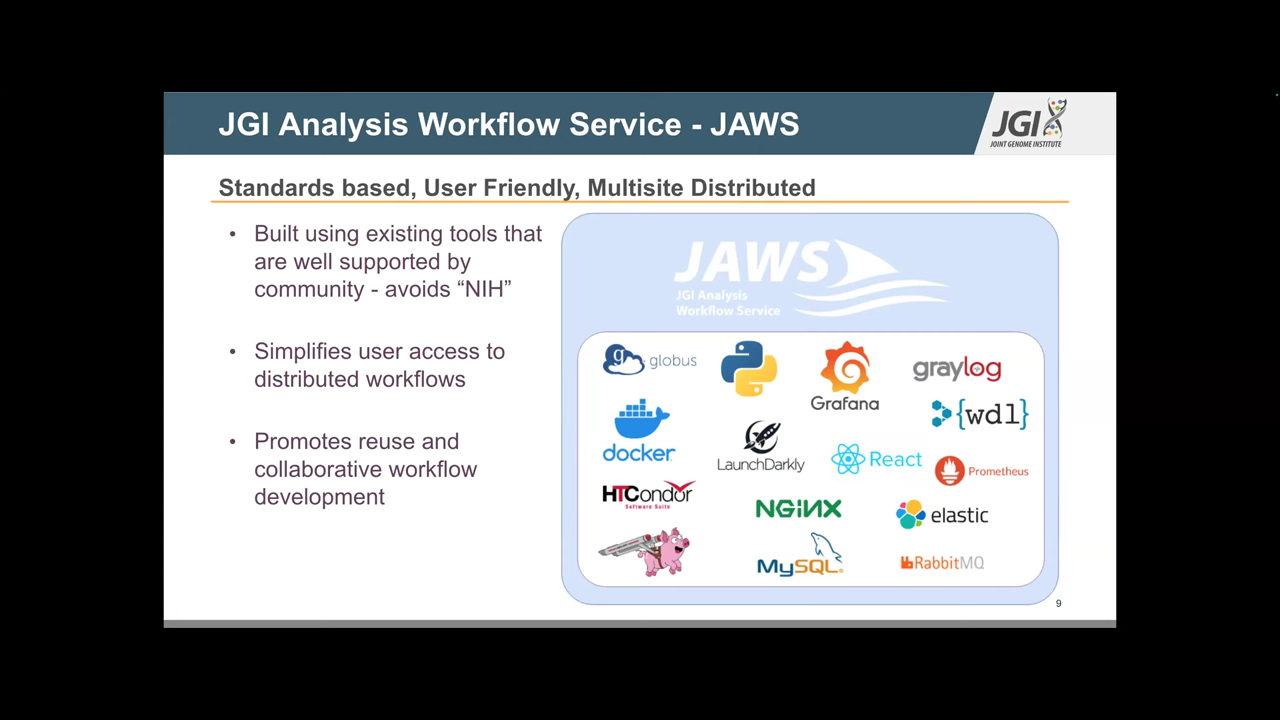 JGI Analysis Workflow Service - JAWS
JGI
JOINT GENOME INSTITUTE
Standards based, User Friendly, Multisite Distributed
• Built using existing tools that
are well supported by
community - avoids “NIH”
• Simplifies user access to
distributed workflows
• Promotes reuse and
collaborative workflow
development
JAWS
JGI Analysis
Workflow Service
g globus
Grafana
graylog
{wdl}
docker
LaunchDarkly
React
Prometheus
HTCondor
Software Suite
NGINX
elastic
MySQL
RabbitMQ
9